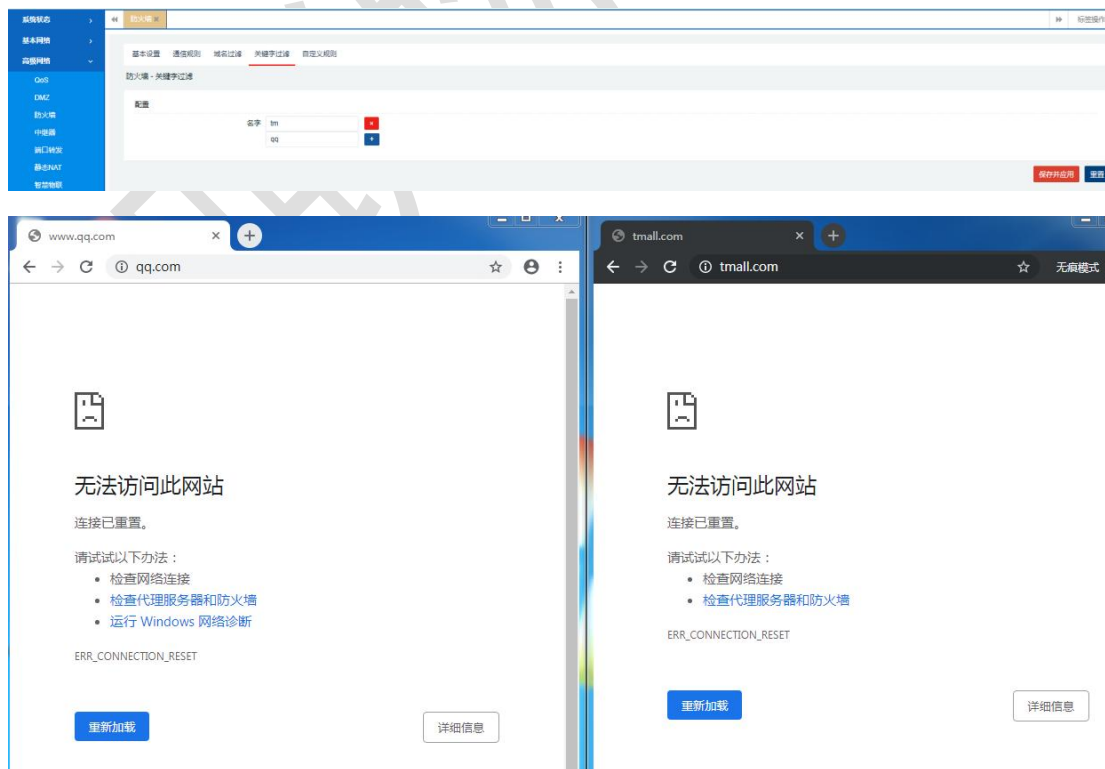 系统状态
防火墙 ×
标签操作
基本网络
高级网络
基本设置 通信规则 域名过滤 关键字过滤 自定义规则
防火墙 - 关键字过滤
QoS
DMZ
配置
防火墙
名字 tm
中继器
qq
端口转发
静态NAT
保存并应用 重置
智慧物联
www.qq.com
qq.com
无法访问此网站
连接已重置。
请试试以下办法:
• 检查网络连接
• 检查代理服务器和防火墙
• 运行 Windows 网络诊断
ERR_CONNECTION_RESET
重新加载 详细信息
tmall.com
tmall.com 无痕模式
无法访问此网站
连接已重置。
请试试以下办法:
• 检查网络连接
• 检查代理服务器和防火墙
ERR_CONNECTION_RESET
重新加载 详细信息